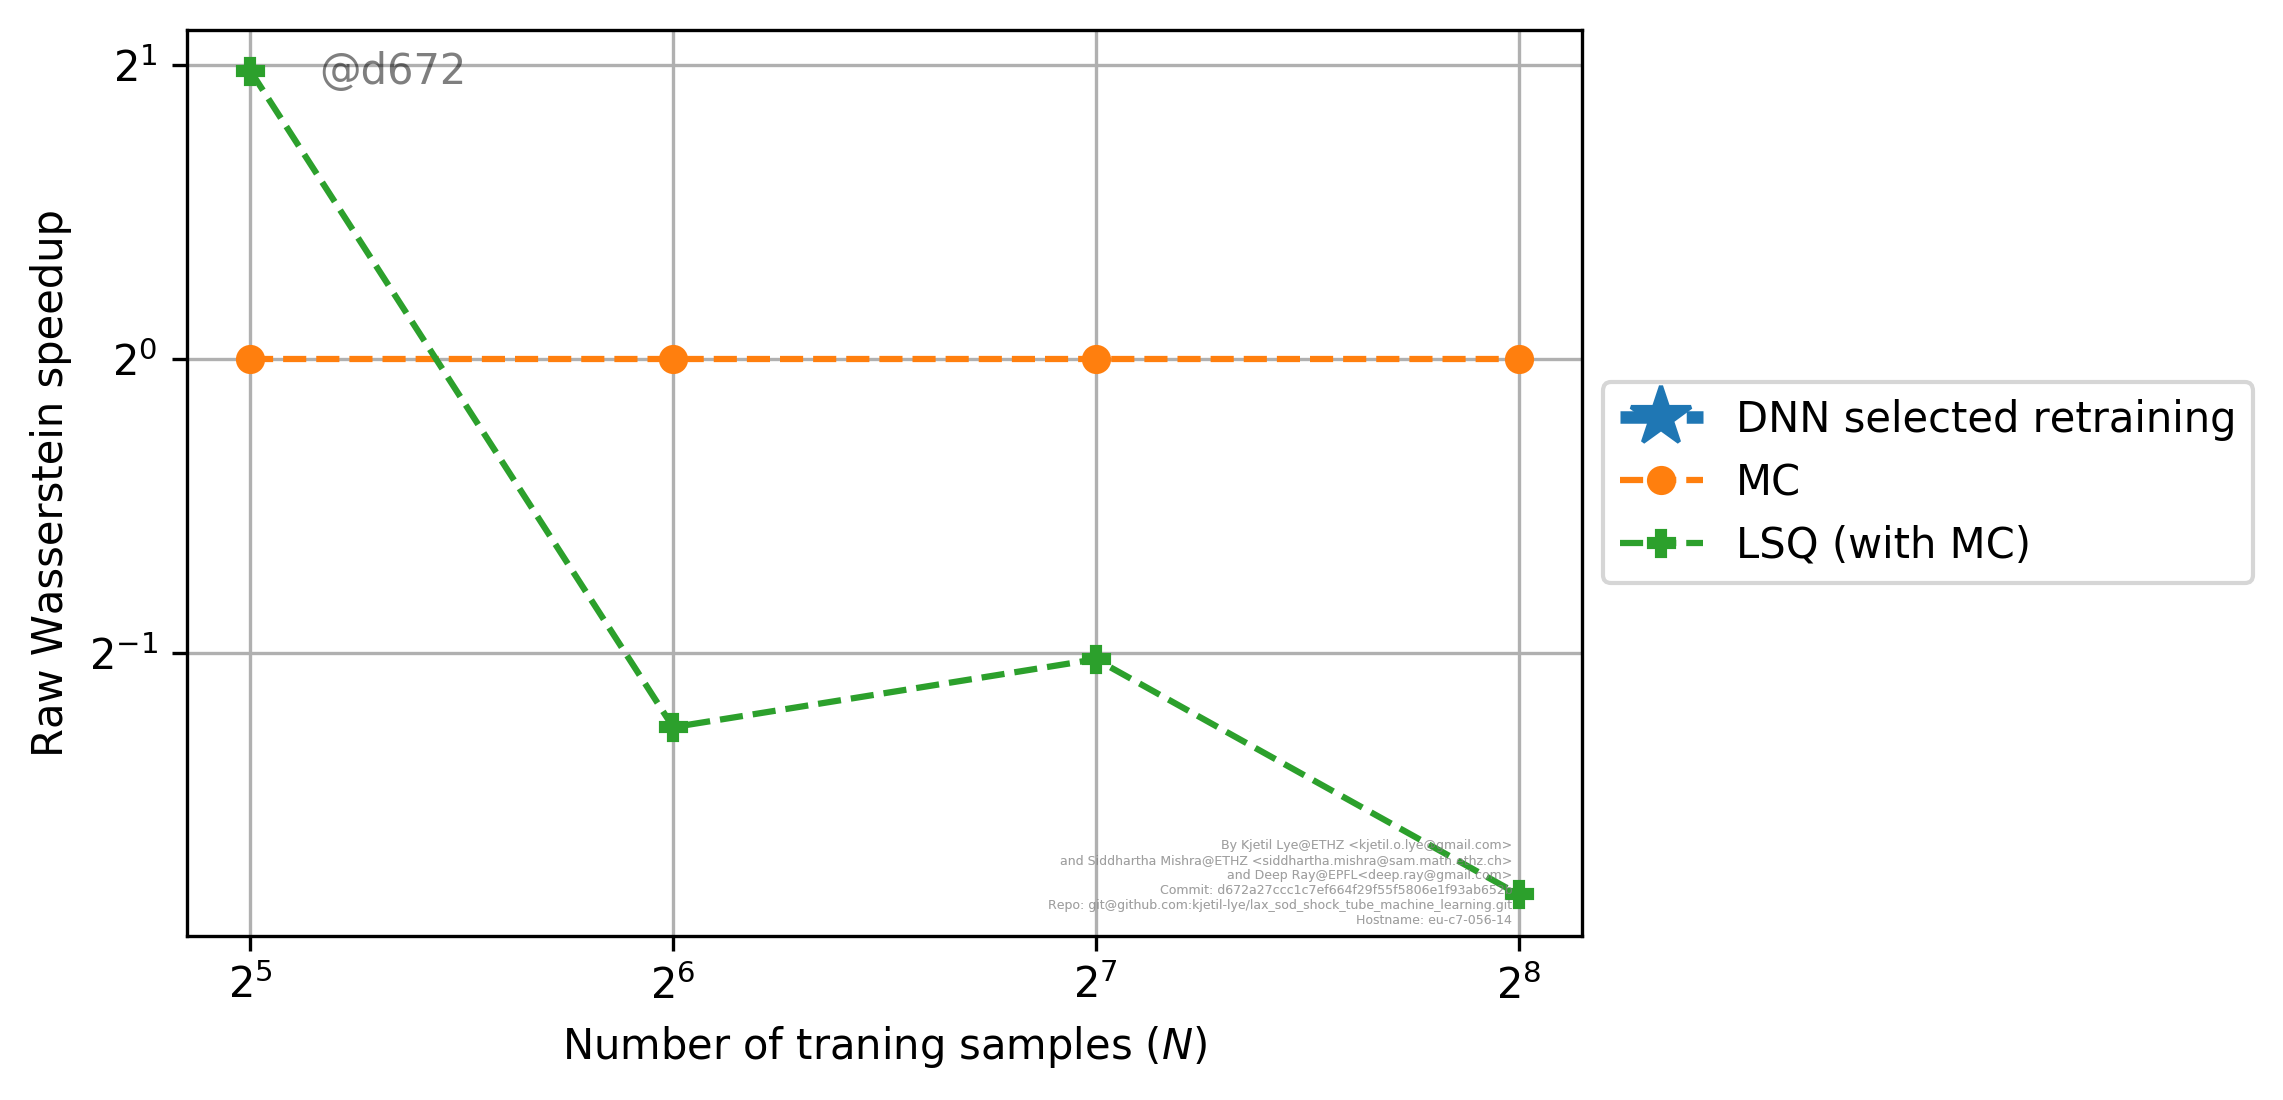 @d672
2¹
2⁰
2⁻¹
Raw Wasserstein speedup
2⁵ 2⁶ 2⁷ 2⁸
Number of traning samples (N)
DNN selected retraining
MC
LSQ (with MC)
By Kjetil Lye@ETHZ <kjetil.o.lye@gmail.com>
and Siddhartha Mishra@ETHZ <siddhartha.mishra@sam.math.ethz.ch>
and Deep Ray@EPFL<deep.ray@gmail.com>
Commit:
Repo: git@github.com:kjetil-lye/lax_sod_shock_tube_machine_learning.git
Hostname: eu-c7-056-14